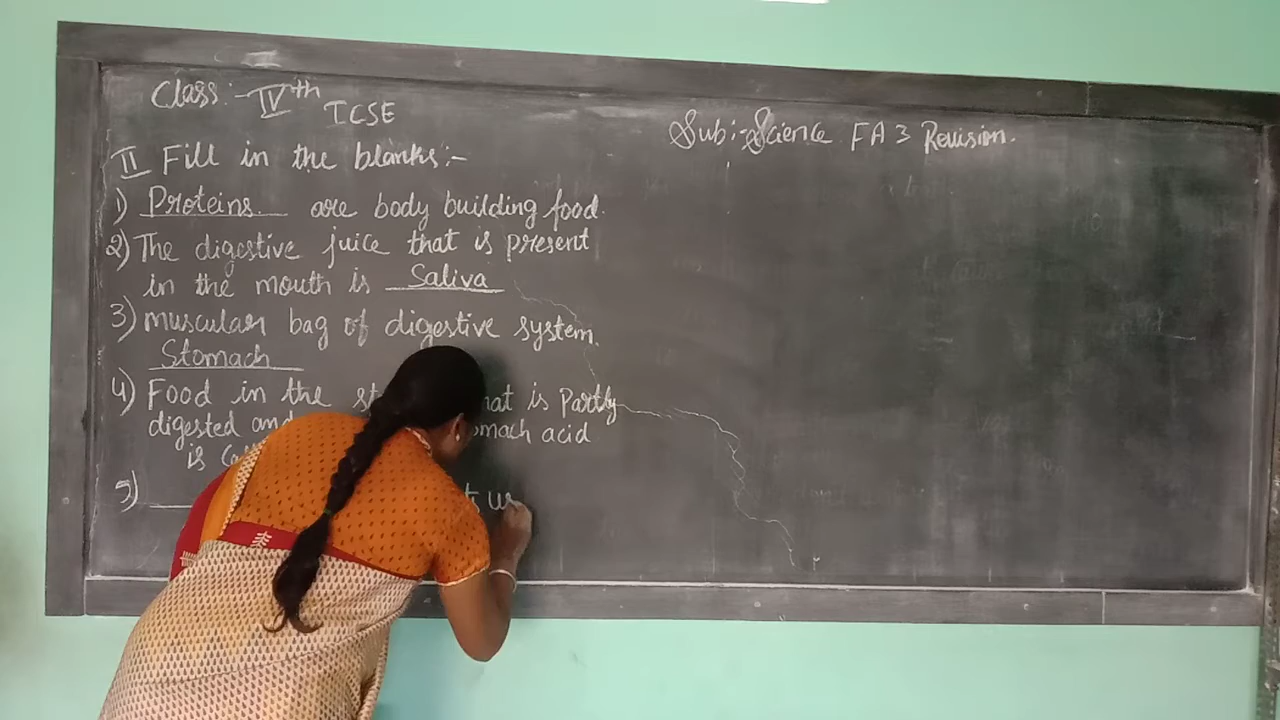 Class:- IVth
ICSE
Sub:- Science FA 3 Revision.
II Fill in the blanks:-
1) Proteins. are body building food.
2) The digestive juice that is present
in the mouth is Saliva
3) muscular bag of digestive system.
Stomach
4) Food in the is Partly
digested and acid
is
5)